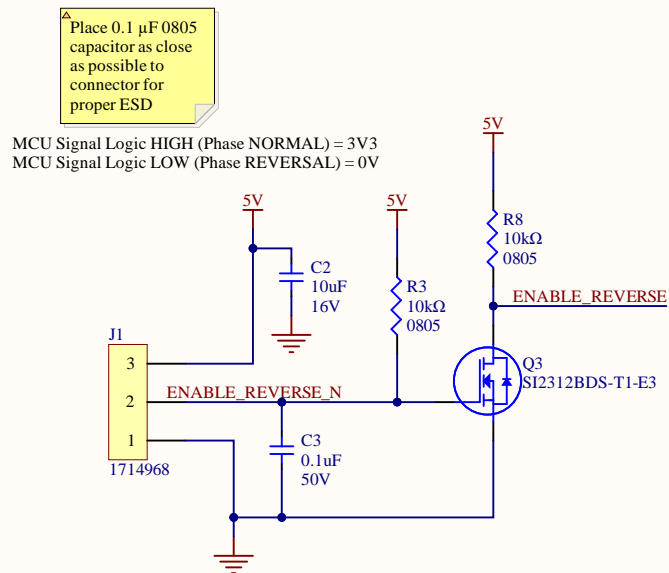 Place 0.1 µF 0805
capacitor as close
as possible to
connector for
proper ESD
MCU Signal Logic HIGH (Phase NORMAL) = 3V3
MCU Signal Logic LOW (Phase REVERSAL) = 0V
5V
R8
10kΩ
0805
ENABLE_REVERSE
5V
C2
10uF
16V
5V
R3
10kΩ
0805
J1
3
2
1
1714968
ENABLE_REVERSE_N
C3
0.1uF
50V
Q3
SI2312BDS-T1-E3